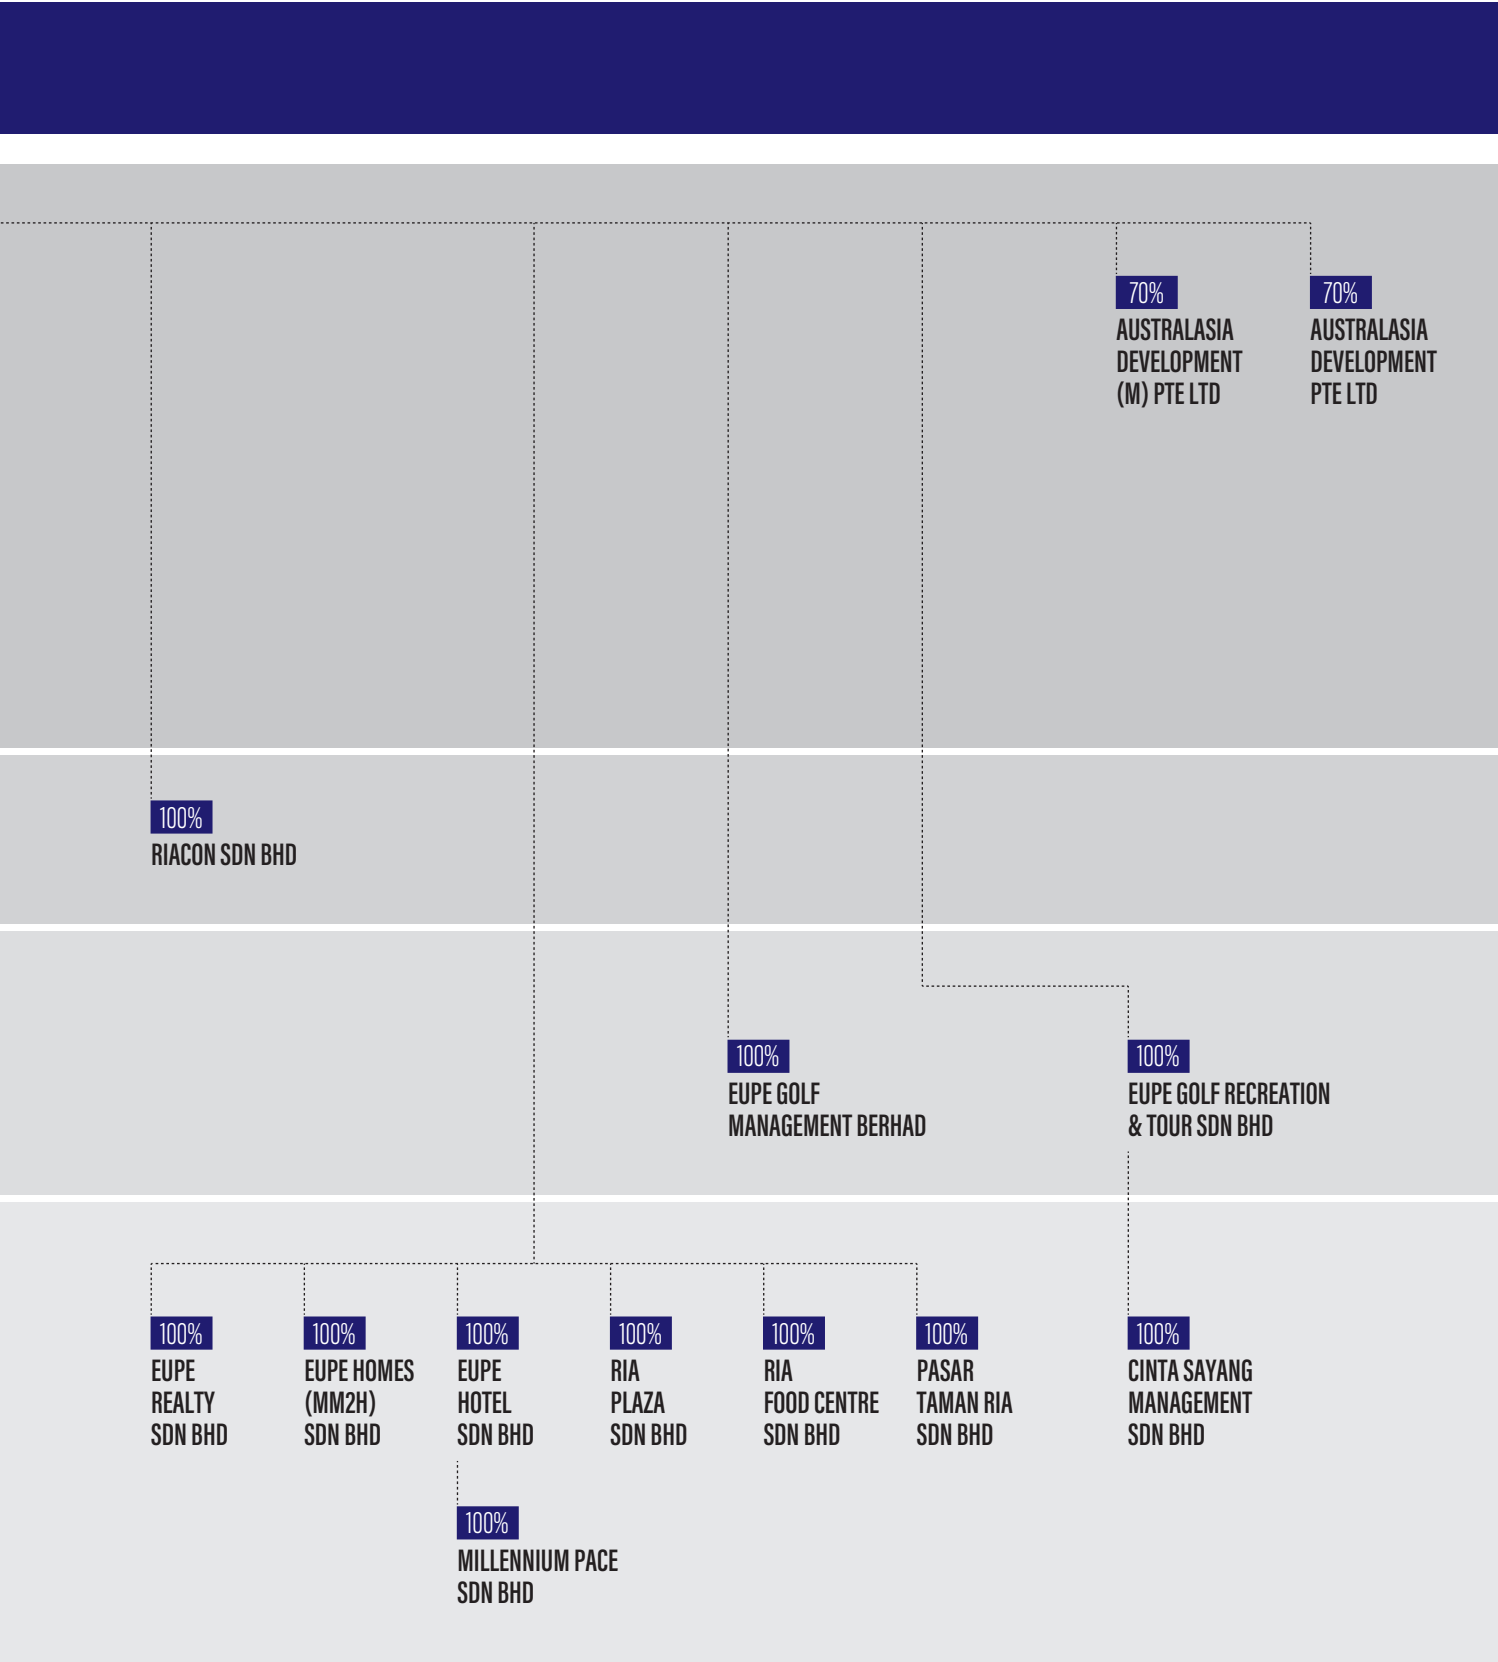 70%
AUSTRALASIA
DEVELOPMENT
(M) PTE LTD
70%
AUSTRALASIA
DEVELOPMENT
PTE LTD
100%
RIACON SDN BHD
100%
EUPE GOLF
MANAGEMENT BERHAD
100%
EUPE GOLF RECREATION
& TOUR SDN BHD
100%
EUPE
REALTY
SDN BHD
100%
EUPE HOMES
(MM2H)
SDN BHD
100%
EUPE
HOTEL
SDN BHD
100%
RIA
PLAZA
SDN BHD
100%
RIA
FOOD CENTRE
SDN BHD
100%
PASAR
TAMAN RIA
SDN BHD
100%
CINTA SAYANG
MANAGEMENT
SDN BHD
100%
MILLENNIUM PACE
SDN BHD